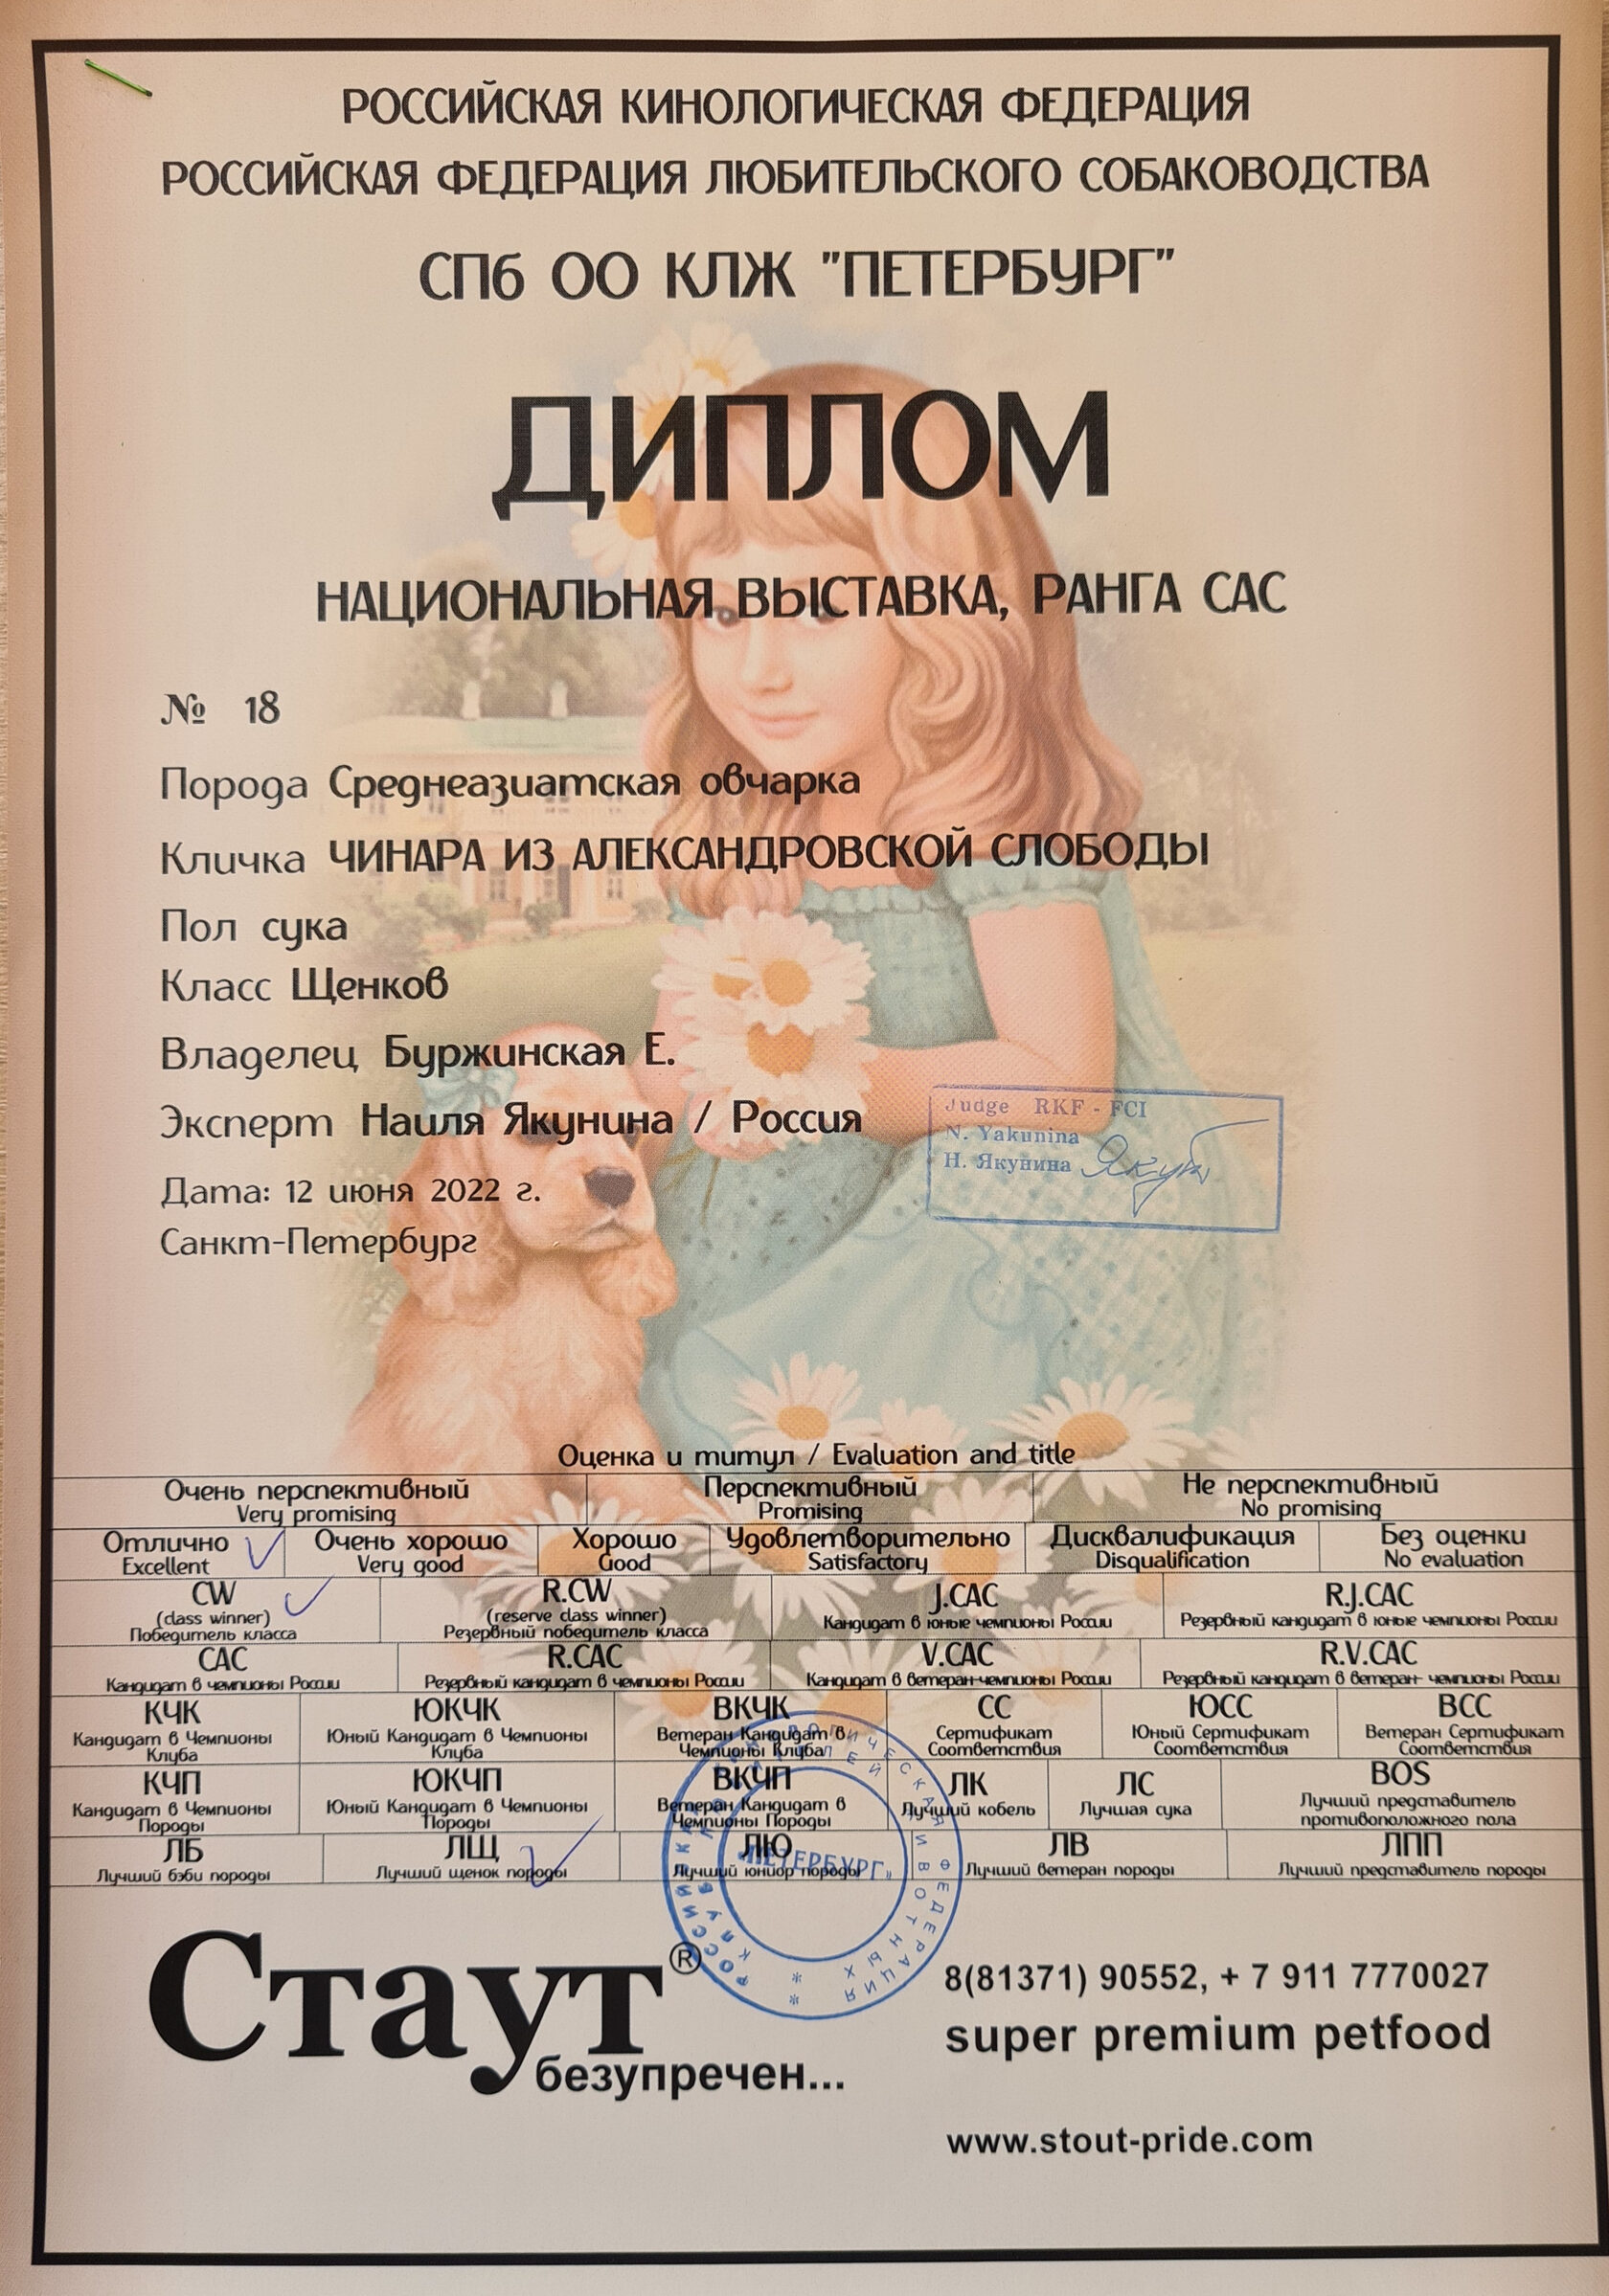 РОССИЙСКАЯ КИНОЛОГИЧЕСКАЯ ФЕДЕРАЦИЯ
РОССИЙСКАЯ ФЕДЕРАЦИЯ ЛЮБИТЕЛЬСКОГО СОБАКОВОДСТВА
СПб ОО КЛЖ "ПЕТЕРБУРГ"
ДИПЛОМ
НАЦИОНАЛЬНАЯ ВЫСТАВКА, РАНГА САС
№ 18
Порода Среднеазиатская овчарка
Кличка ЧИНАРА ИЗ АЛЕКСАНДРОВСКОЙ СЛОБОДЫ
Пол сука
Класс Щенков
Владелец Буржинская Е.
Эксперт Наиля Якунина / Россия
Judge RKF - FCI
N. Yakunina
Н. Якунина
Дата: 12 июня 2022 г.
Санкт-Петербург
Оценка и титул / Evaluation and title
Очень перспективный Перспективный Не перспективный
Very promising Promising No promising
Отлично Очень хорошо Хорошо Удовлетворительно Дисквалификация Без оценки
Excellent Very good Good Satisfactory Disqualification No evaluation
CW R.CW J.CAC R.J.CAC
(class winner) (reserve class winner) Кандидат в юные чемпионы России Резервный кандидат в юные чемпионы России
Победитель класса Резервный победитель класса
CAC R.CAC V.CAC R.V.CAC
Кандидат в чемпионы России Резервный кандидат в чемпионы России Кандидат в ветеран-чемпионы России Резервный кандидат в ветеран- чемпионы России
КЧК ЮКЧК ВКЧК СС ЮСС ВСС
Кандидат в Чемпионы Юный Кандидат в Чемпионы Ветеран Кандидат в Сертификат Юный Сертификат Ветеран Сертификат
Клуба Клуба Чемпионы Клуба Соответствия Соответствия Соответствия
КЧП ЮКЧП ВКЧП ЛК ЛС BOS
Кандидат в Чемпионы Юный Кандидат в Чемпионы Ветеран Кандидат в Лучший кобель Лучшая сука Лучший представитель
Породы Породы Чемпионы Породы противоположного пола
ЛБ ЛЩ ЛЮ ЛВ ЛПП
Лучший бэби породы Лучший щенок породы Лучший юниор породы Лучший ветеран породы Лучший представитель породы
РОССИЙСКАЯ КИНОЛОГИЧЕСКАЯ ФЕДЕРАЦИЯ
"ПЕТЕРБУРГ"
Стаут®
безупречен...
8(81371) 90552, + 7 911 7770027
super premium petfood
www.stout-pride.com